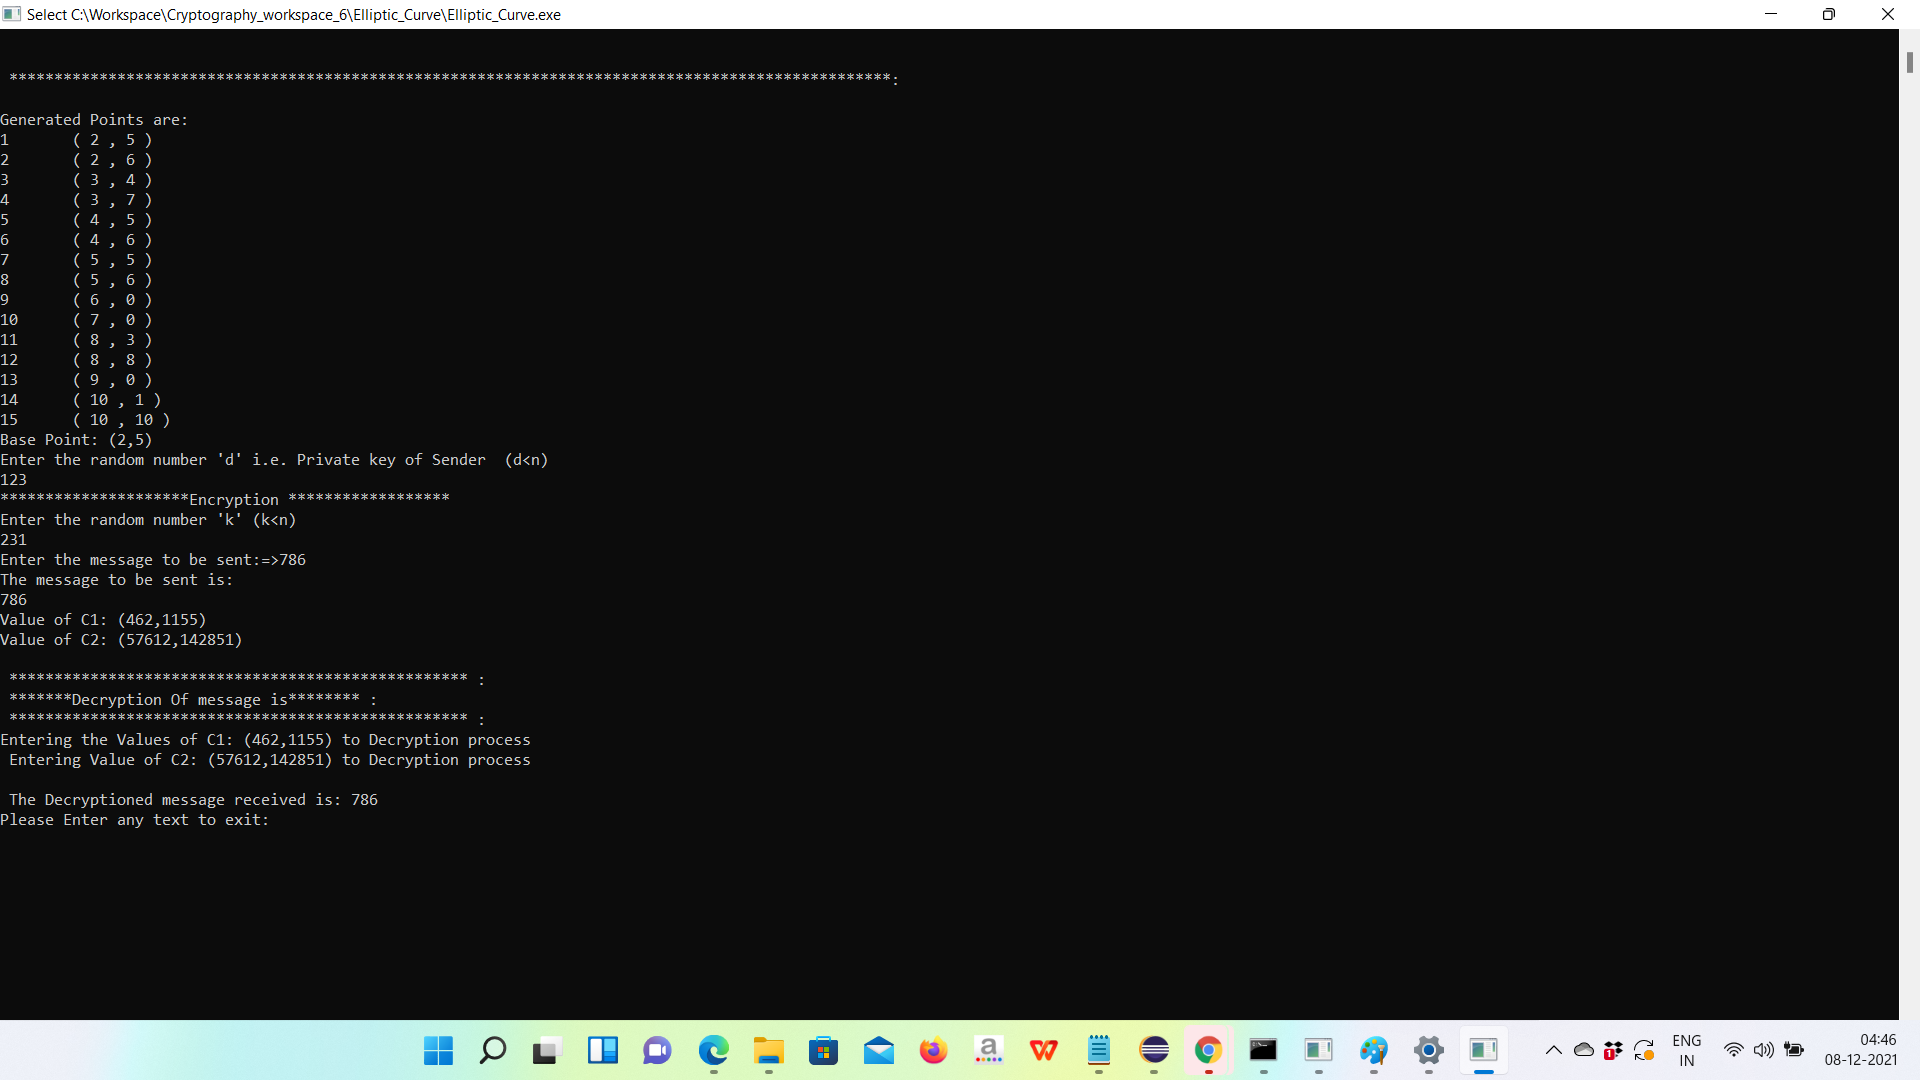 Select C:\Workspace\Cryptography_workspace_6\Elliptic_Curve\Elliptic_Curve.exe
**************************************************************************************************:
Generated Points are:
1 ( 2 , 5 )
2 ( 2 , 6 )
3 ( 3 , 4 )
4 ( 3 , 7 )
5 ( 4 , 5 )
6 ( 4 , 6 )
7 ( 5 , 5 )
8 ( 5 , 6 )
9 ( 6 , 0 )
10 ( 7 , 0 )
11 ( 8 , 3 )
12 ( 8 , 8 )
13 ( 9 , 0 )
14 ( 10 , 1 )
15 ( 10 , 10 )
Base Point: (2,5)
Enter the random number 'd' i.e. Private key of Sender  (d<n)
123
*********************Encryption ******************
Enter the random number 'k' (k<n)
231
Enter the message to be sent:=>786
The message to be sent is:
786
Value of C1: (462,1155)
Value of C2: (57612,142851)
*************************************************** :
*******Decryption Of message is******** :
*************************************************** :
Entering the Values of C1: (462,1155) to Decryption process
Entering Value of C2: (57612,142851) to Decryption process
The Decryptioned message received is: 786
Please Enter any text to exit:
a
1
ENG
IN
04:46
08-12-2021